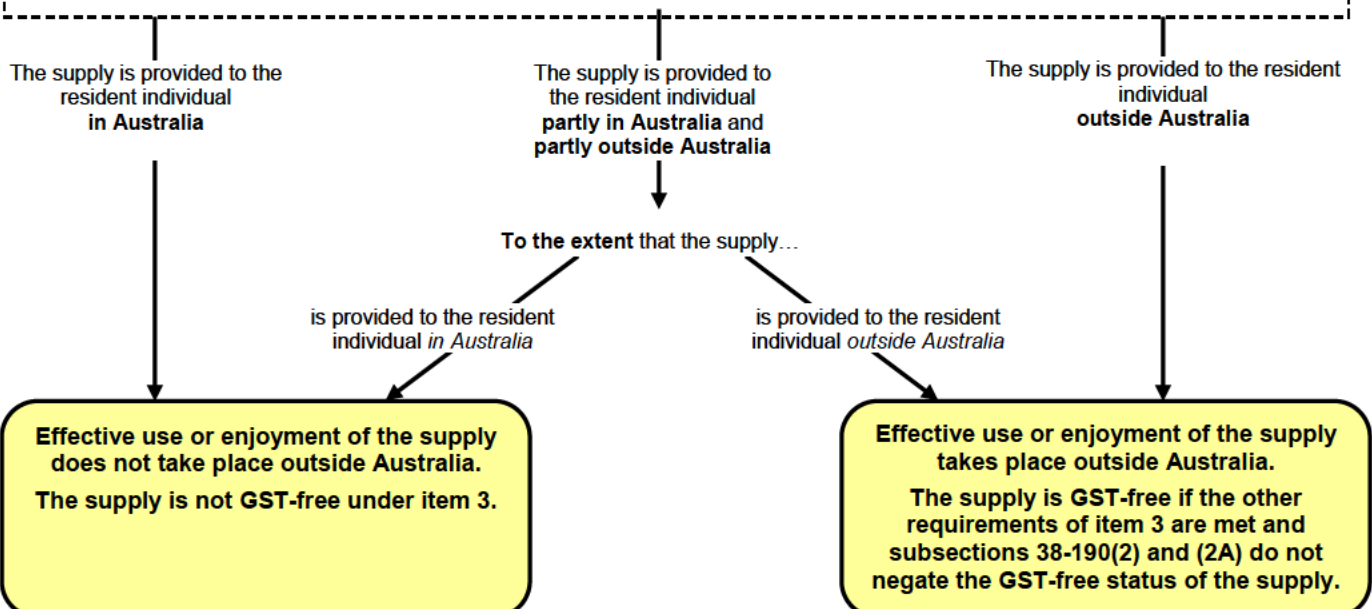 The supply is provided to the
resident individual
in Australia
The supply is provided to
the resident individual
partly in Australia and
partly outside Australia
The supply is provided to the resident
individual
outside Australia
To the extent that the supply…
is provided to the resident
individual in Australia
is provided to the resident
individual outside Australia
Effective use or enjoyment of the supply
does not take place outside Australia.
The supply is not GST-free under item 3.
Effective use or enjoyment of the supply
takes place outside Australia.
The supply is GST-free if the other
requirements of item 3 are met and
subsections 38-190(2) and (2A) do not
negate the GST-free status of the supply.